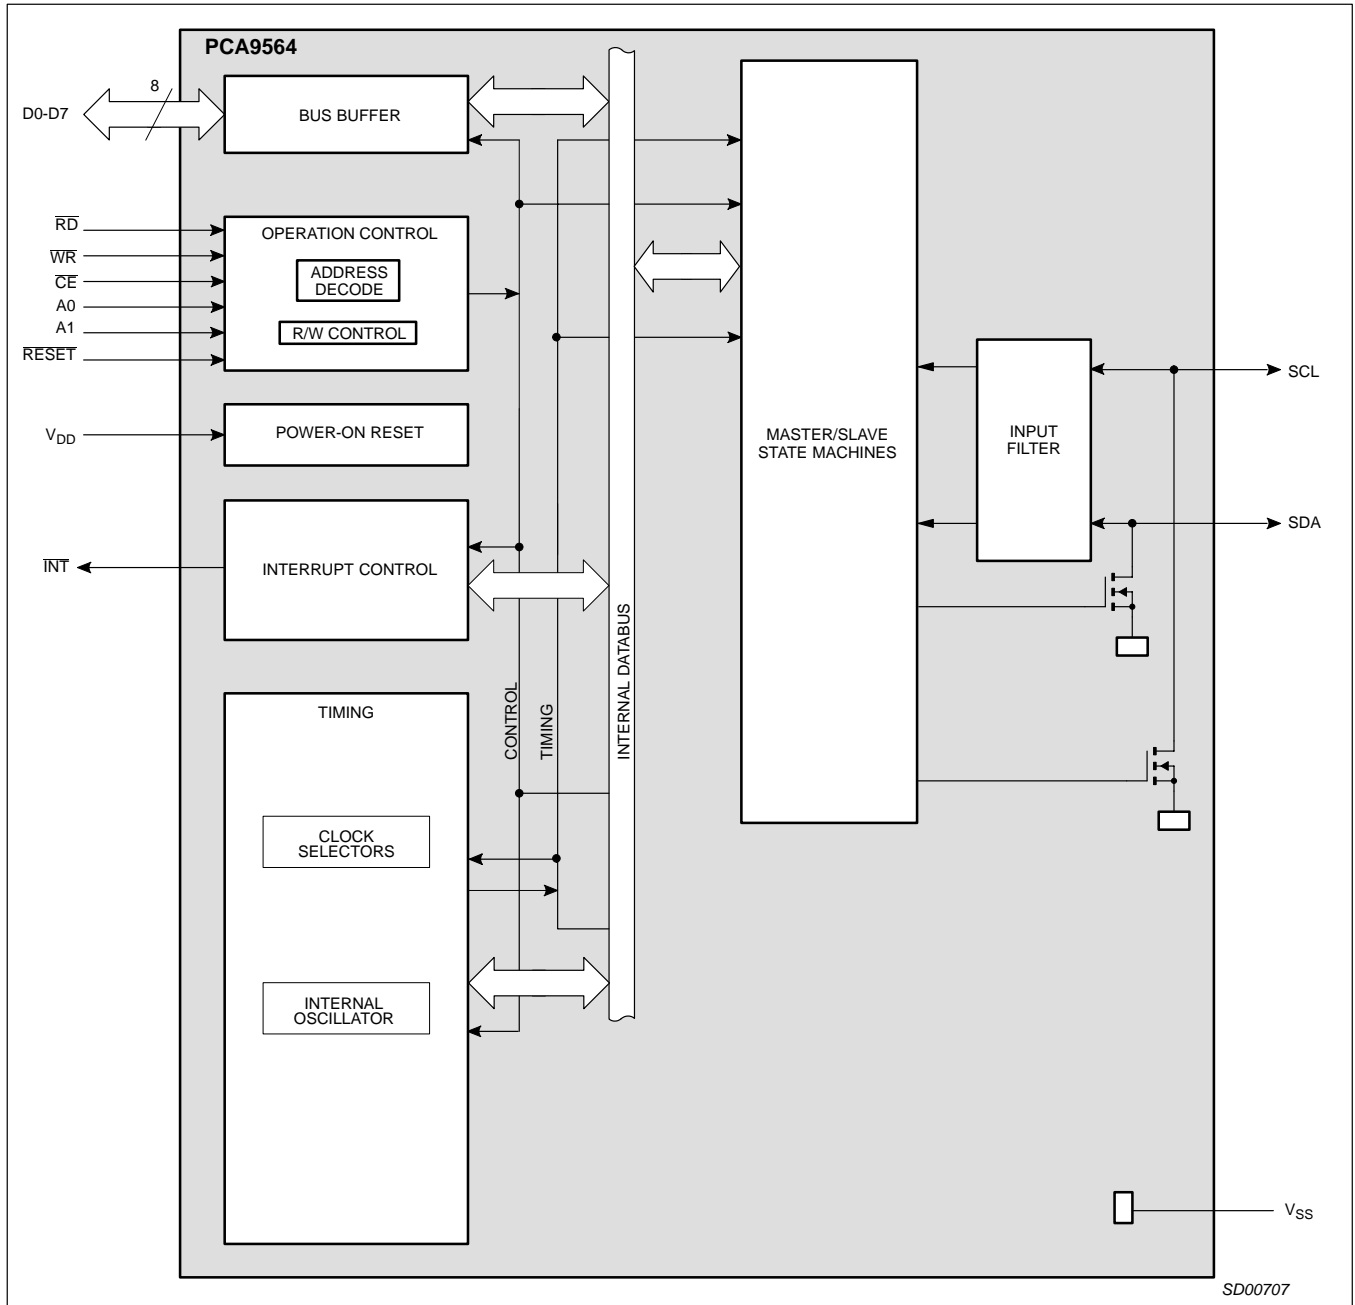 PCA9564
8
D0-D7
BUS BUFFER
RD
WR
CE
A0
A1
RESET
OPERATION CONTROL
ADDRESS
DECODE
R/W CONTROL
VDD
POWER-ON RESET
INT
INTERRUPT CONTROL
TIMING
CLOCK
SELECTORS
INTERNAL
OSCILLATOR
CONTROL
TIMING
INTERNAL DATABUS
MASTER/SLAVE
STATE MACHINES
INPUT
FILTER
SCL
SDA
VSS
SD00707